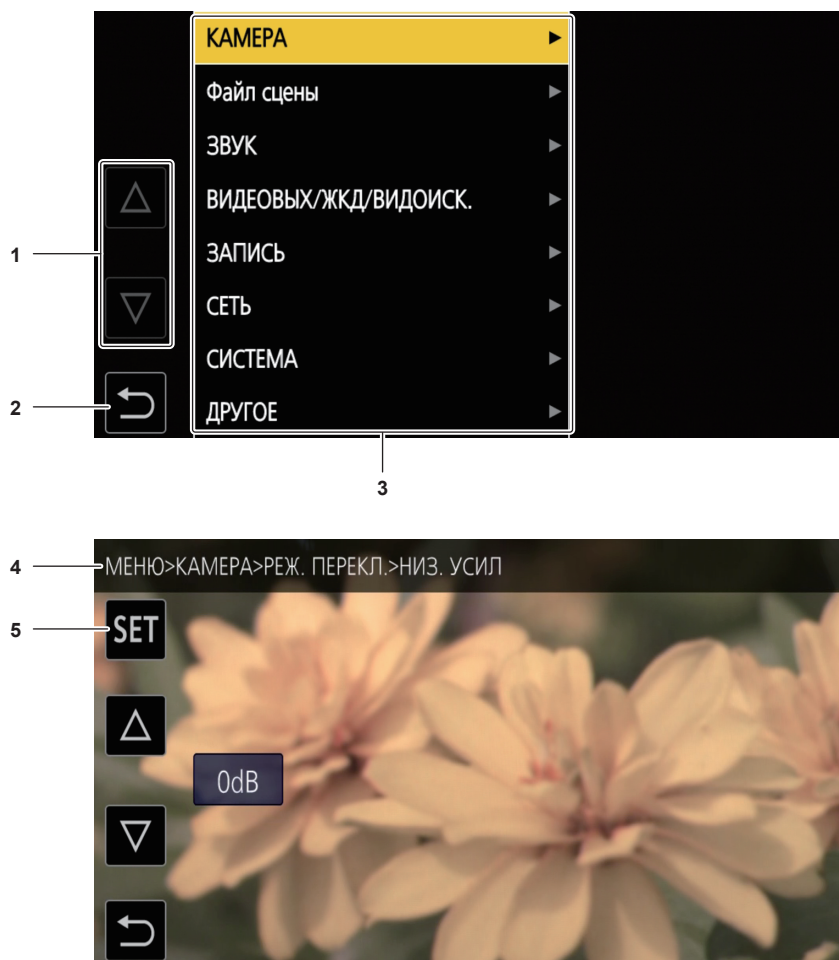 КАМЕРА
Файл сцены
ЗВУК
ВИДЕОВЫХ/ЖКД/ВИДОИСК.
1
ЗАПИСЬ
СЕТЬ
СИСТЕМА
2
ДРУГОЕ
3
4
МЕНЮ>КАМЕРА>РЕЖ. ПЕРЕКЛ.>НИЗ. УСИЛ
5
SET
0dB